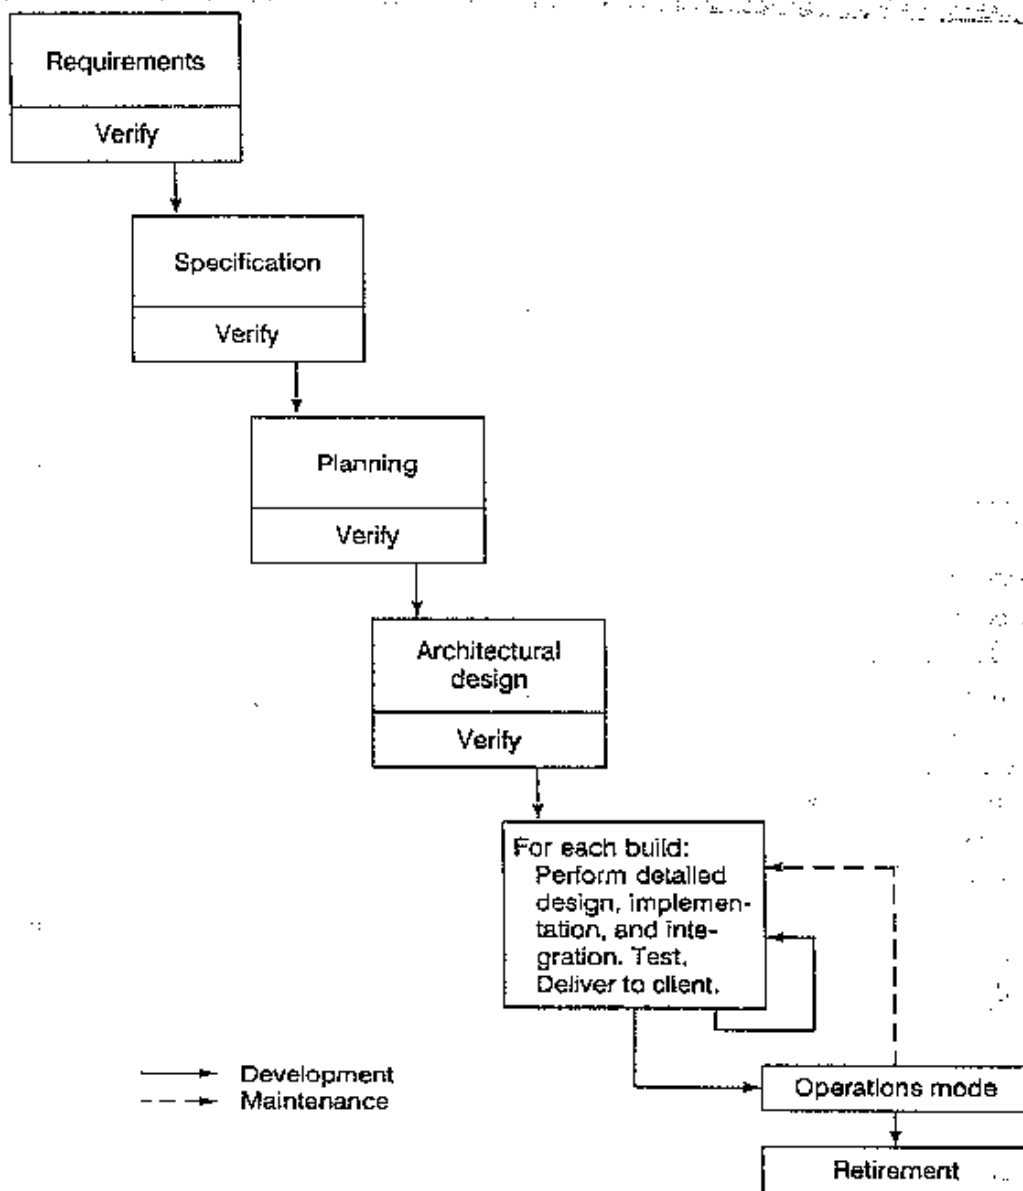 Requirements
Verify
Specification
Verify
Planning
Verify
Architectural
design
Verify
For each build:
Perform detailed
design, implemen-
tation, and inte-
gration. Test.
Deliver to client.
Development
Maintenance
Operations mode
Retirement